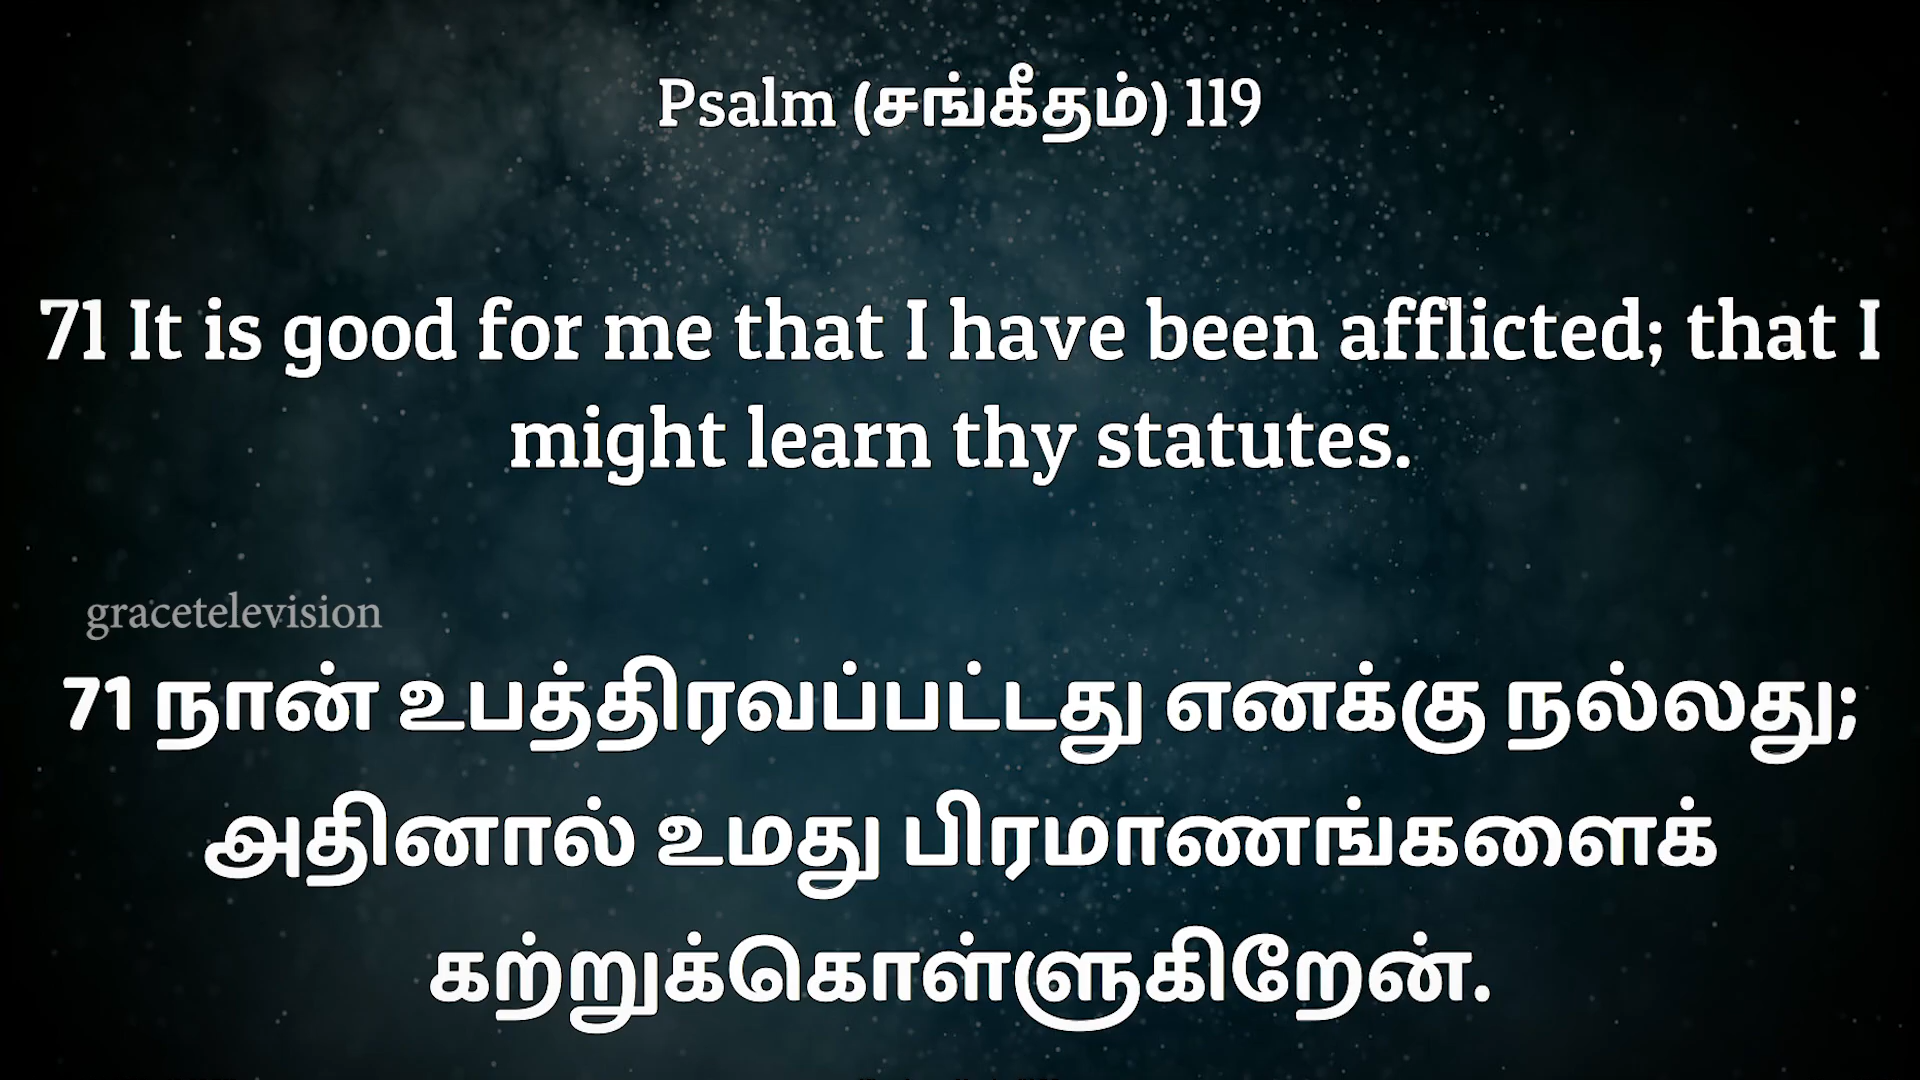 Psalm (சங்கீதம்) 119
71 It is good for me that I have been afflicted; that I
might learn thy statutes.
gracetelevision
71 நான் உபத்திரவப்பட்டது எனக்கு நல்லது;
அதினால் உமது பிரமாணங்களைக்
கற்றுக்கொள்ளுகிறேன்.